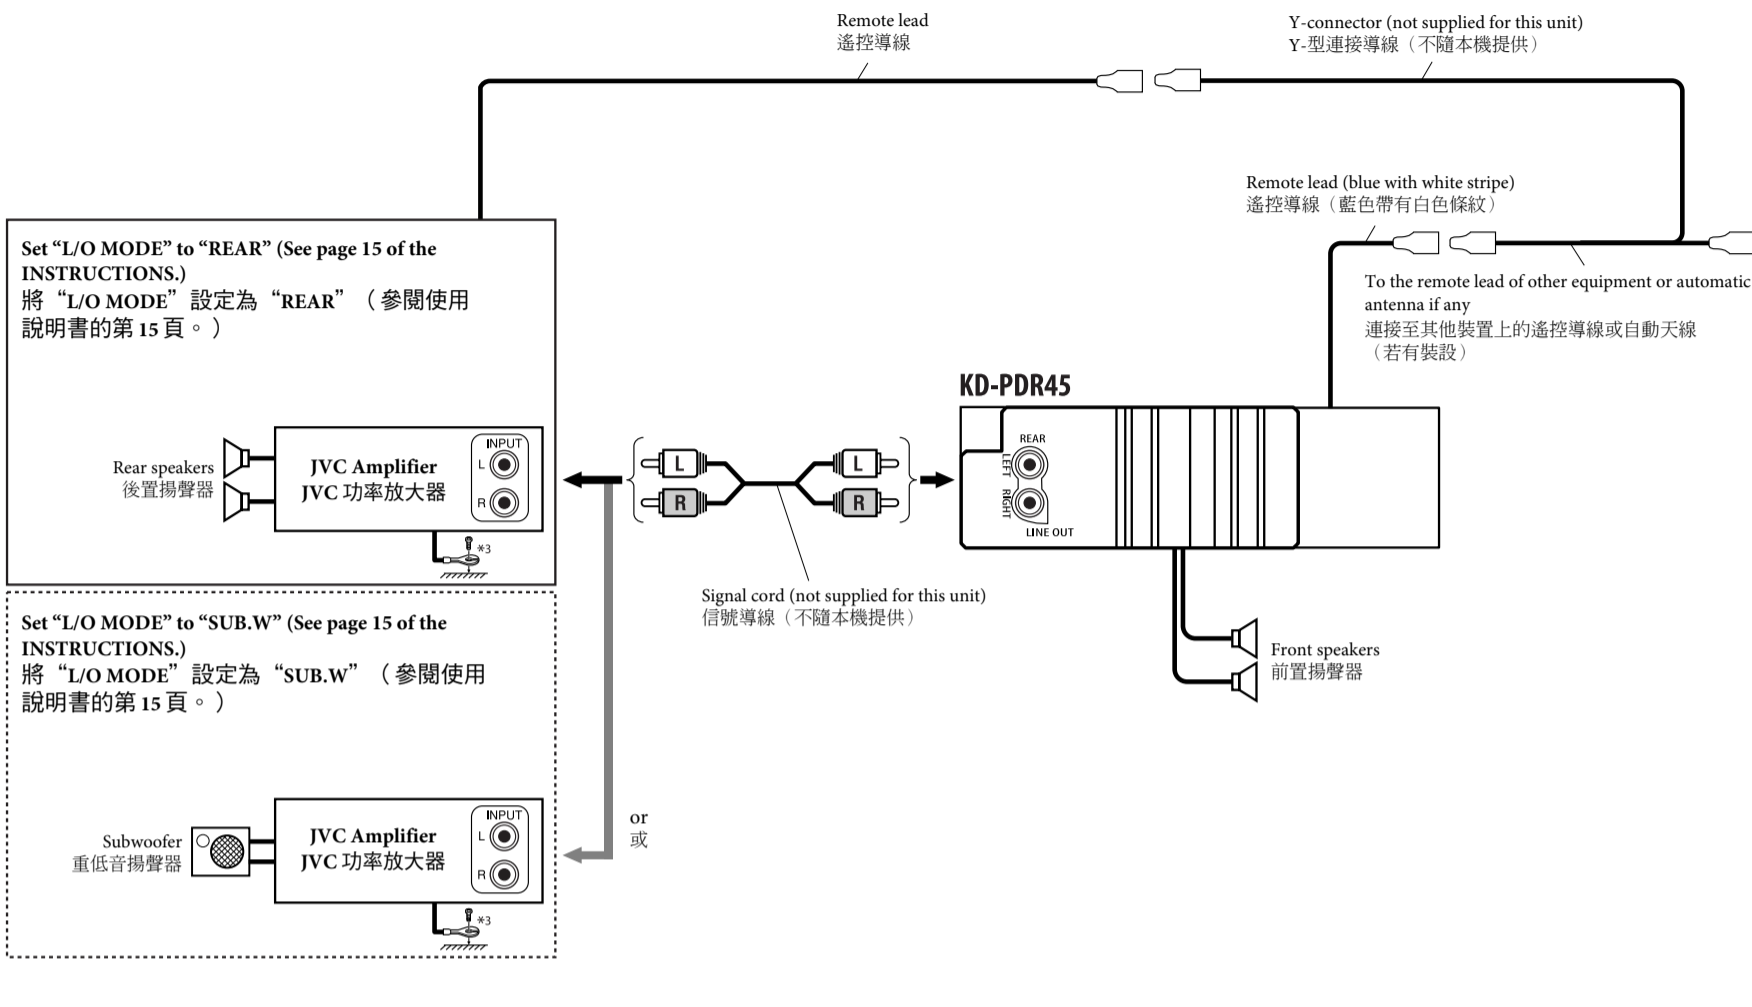 Remote lead
遙控導線
Y-connector (not supplied for this unit)
Y-型連接導線（不隨本機提供）
Remote lead (blue with white stripe)
遙控導線（藍色帶有白色條紋）
To the remote lead of other equipment or automatic
antenna if any
連接至其他裝置上的遙控導線或自動天線
（若有裝設）
Set “L/O MODE” to “REAR” (See page 15 of the
INSTRUCTIONS.)
將“L/O MODE”設定為“REAR”（參閱使用
說明書的第 15 頁。）
Rear speakers
後置揚聲器
JVC Amplifier
JVC 功率放大器
INPUT
L
R
*3
L
R
L
R
Signal cord (not supplied for this unit)
信號導線（不隨本機提供）
KD-PDR45
REAR
LEFT
RIGHT
LINE OUT
Front speakers
前置揚聲器
Set “L/O MODE” to “SUB.W” (See page 15 of the
INSTRUCTIONS.)
將“L/O MODE”設定為“SUB.W”（參閱使用
說明書的第 15 頁。）
Subwoofer
重低音揚聲器
JVC Amplifier
JVC 功率放大器
INPUT
L
R
*3
or
或